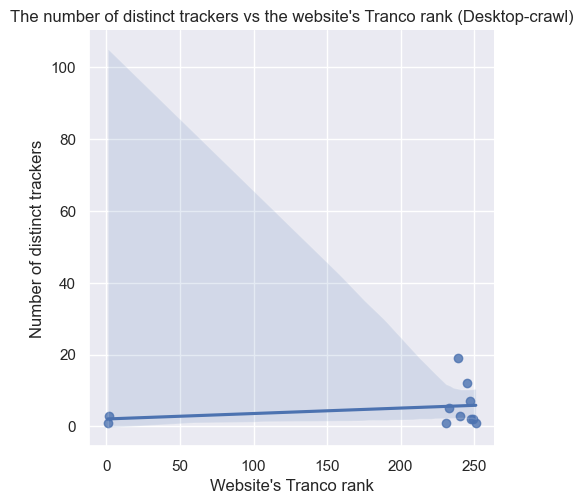 The number of distinct trackers vs the website's Tranco rank (Desktop-crawl)
100
80
60
40
20
0
Number of distinct trackers
0 50 100 150 200 250
Website's Tranco rank